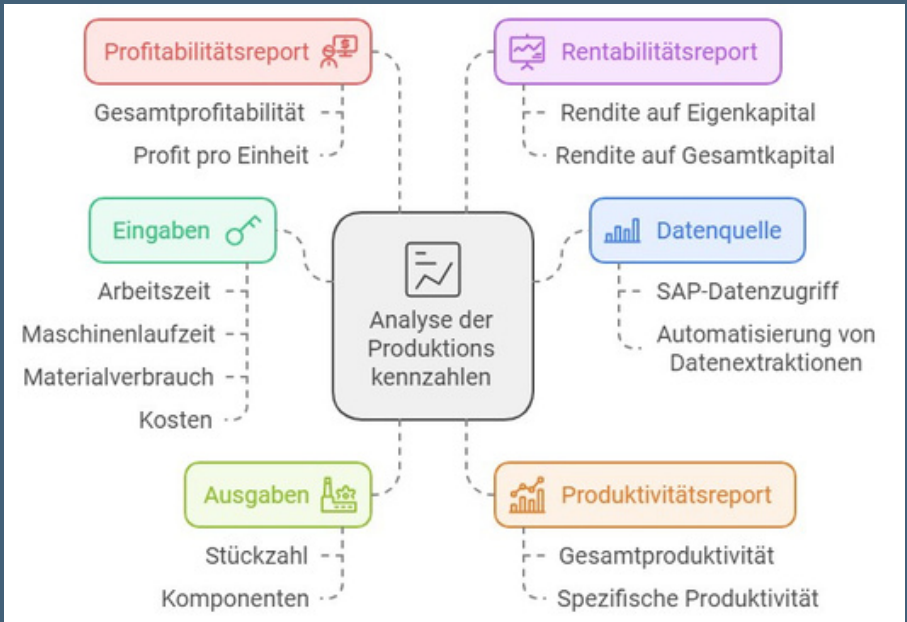 Profitabilitätsreport
Gesamtprofitabilität
Profit pro Einheit
Rentabilitätsreport
Rendite auf Eigenkapital
Rendite auf Gesamtkapital
Eingaben
Arbeitszeit
Maschinenlaufzeit
Materialverbrauch
Kosten
Analyse der
Produktions
kennzahlen
Datenquelle
SAP-Datenzugriff
Automatisierung von
Datenextraktionen
Ausgaben
Stückzahl
Komponenten
Produktivitätsreport
Gesamtproduktivität
Spezifische Produktivität